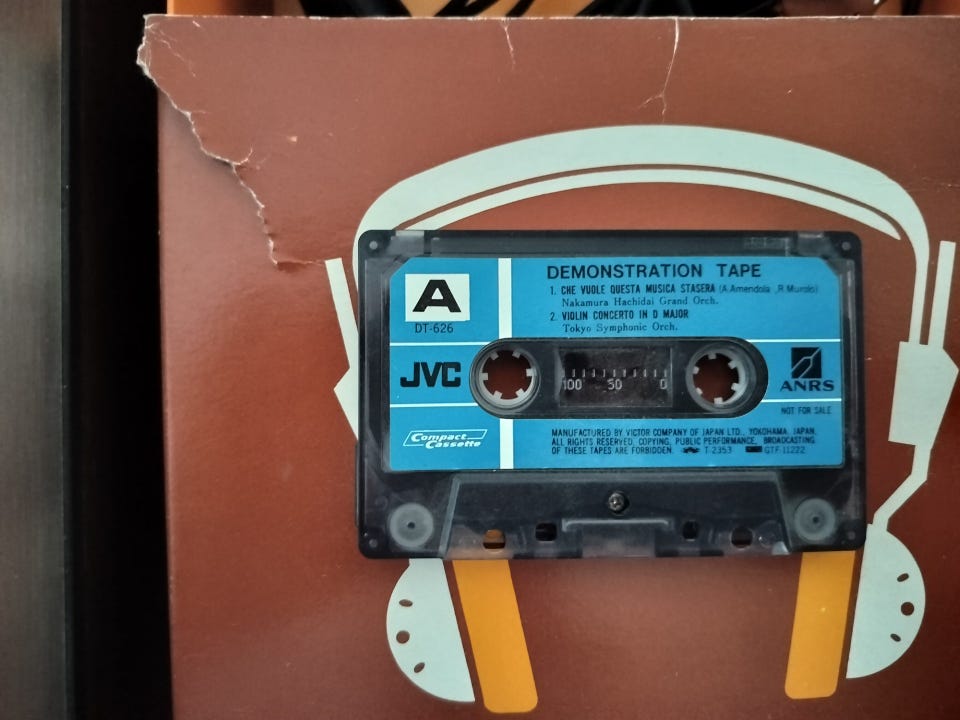 A
DT-626
DEMONSTRATION TAPE
1. CHE VUOLE QUESTA MUSICA STASERA (A.Amendola ,R.Murolo)
Nakamura Hachidai Grand Orch.
2. VIOLIN CONCERTO IN D MAJOR
Tokyo Symphonic Orch.
JVC
100 50 0
ANRS
NOT FOR SALE
Compact
Cassette
MANUFACTURED BY VICTOR COMPANY OF JAPAN LTD., YOKOHAMA, JAPAN.
ALL RIGHTS RESERVED. COPYING, PUBLIC PERFORMANCE, BROADCASTING
OF THESE TAPES ARE FORBIDDEN. T-2353 GTF-11222